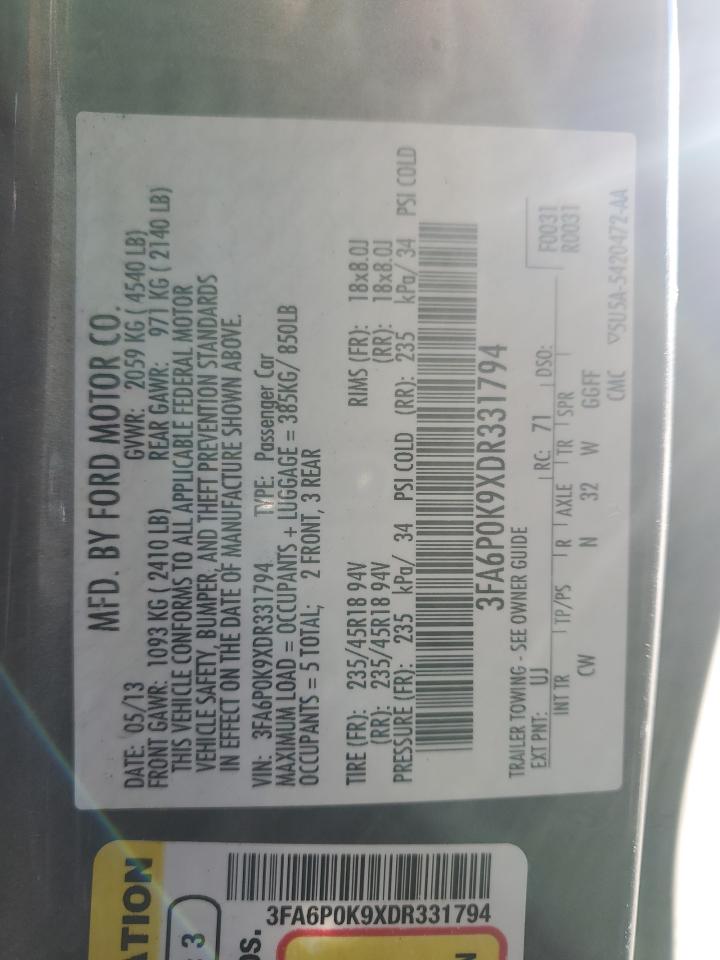 MFD. BY FORD MOTOR CO.
DATE: 05/13 GVWR: 2059 KG ( 4540 LB)
FRONT GAWR: 1093 KG ( 2410 LB) REAR GAWR: 971 KG ( 2140 LB)
THIS VEHICLE CONFORMS TO ALL APPLICABLE FEDERAL MOTOR
VEHICLE SAFETY, BUMPER, AND THEFT PREVENTION STANDARDS
IN EFFECT ON THE DATE OF MANUFACTURE SHOWN ABOVE.
VIN: 3FA6P0K9XDR331794 TYPE: Passenger Car
MAXIMUM LOAD = OCCUPANTS + LUGGAGE = 385KG/ 850LB
OCCUPANTS = 5 TOTAL; 2 FRONT, 3 REAR
TIRE (FR): 235/45R18 94V RIMS (FR): 18x8.0J
(RR): 235/45R18 94V (RR): 18x8.0J
PRESSURE (FR): 235 kPa/ 34 PSI COLD (RR): 235 kPa/ 34 PSI COLD
3FA6P0K9XDR331794
TRAILER TOWING - SEE OWNER GUIDE
EXT PNT: UJ RC: 71 DSO: F0031
R0031
INT TR TP/PS R AXLE TR SPR
CW N 32 W GGFF
CMC 5U5A-5420472-AA
ATION
3
3FA6P0K9XDR331794
os.